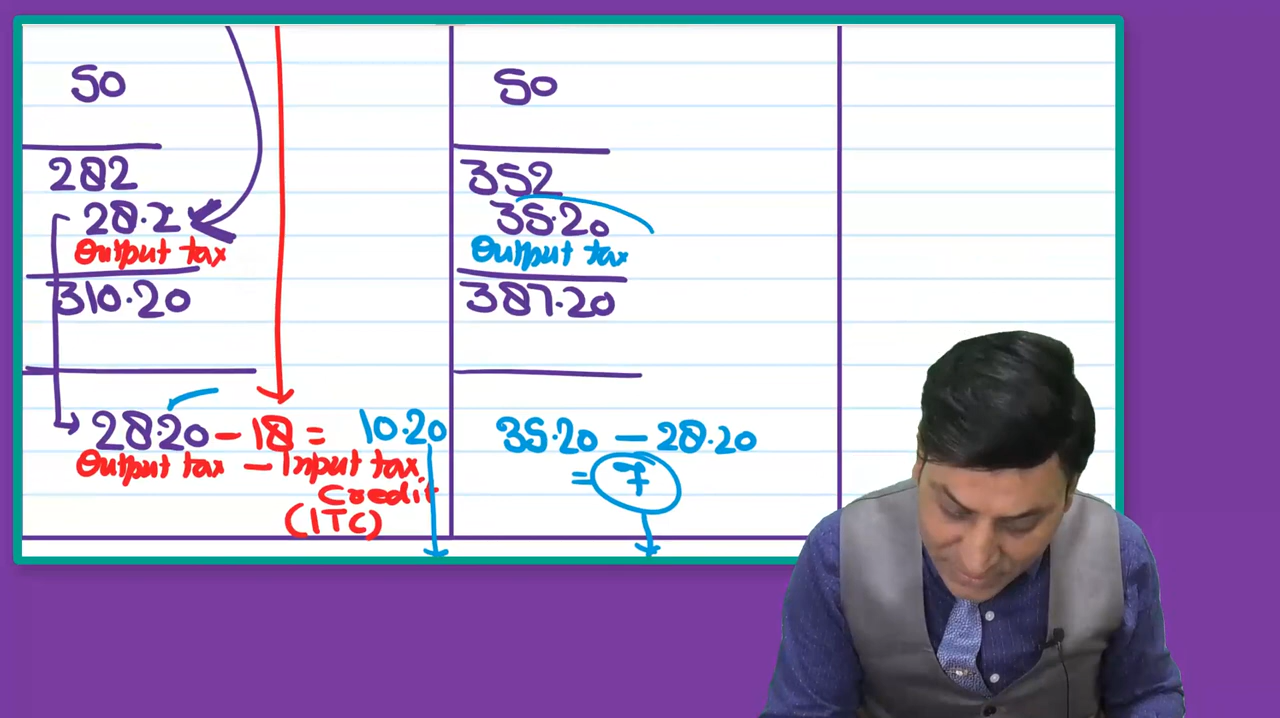 50
282
28.2
Output tax
310.20
28.20 - 18 = 10.20
Output tax - Input tax
Credit
(ITC)
50
352
35.20
Output tax
387.20
35.20 - 28.20
= 7